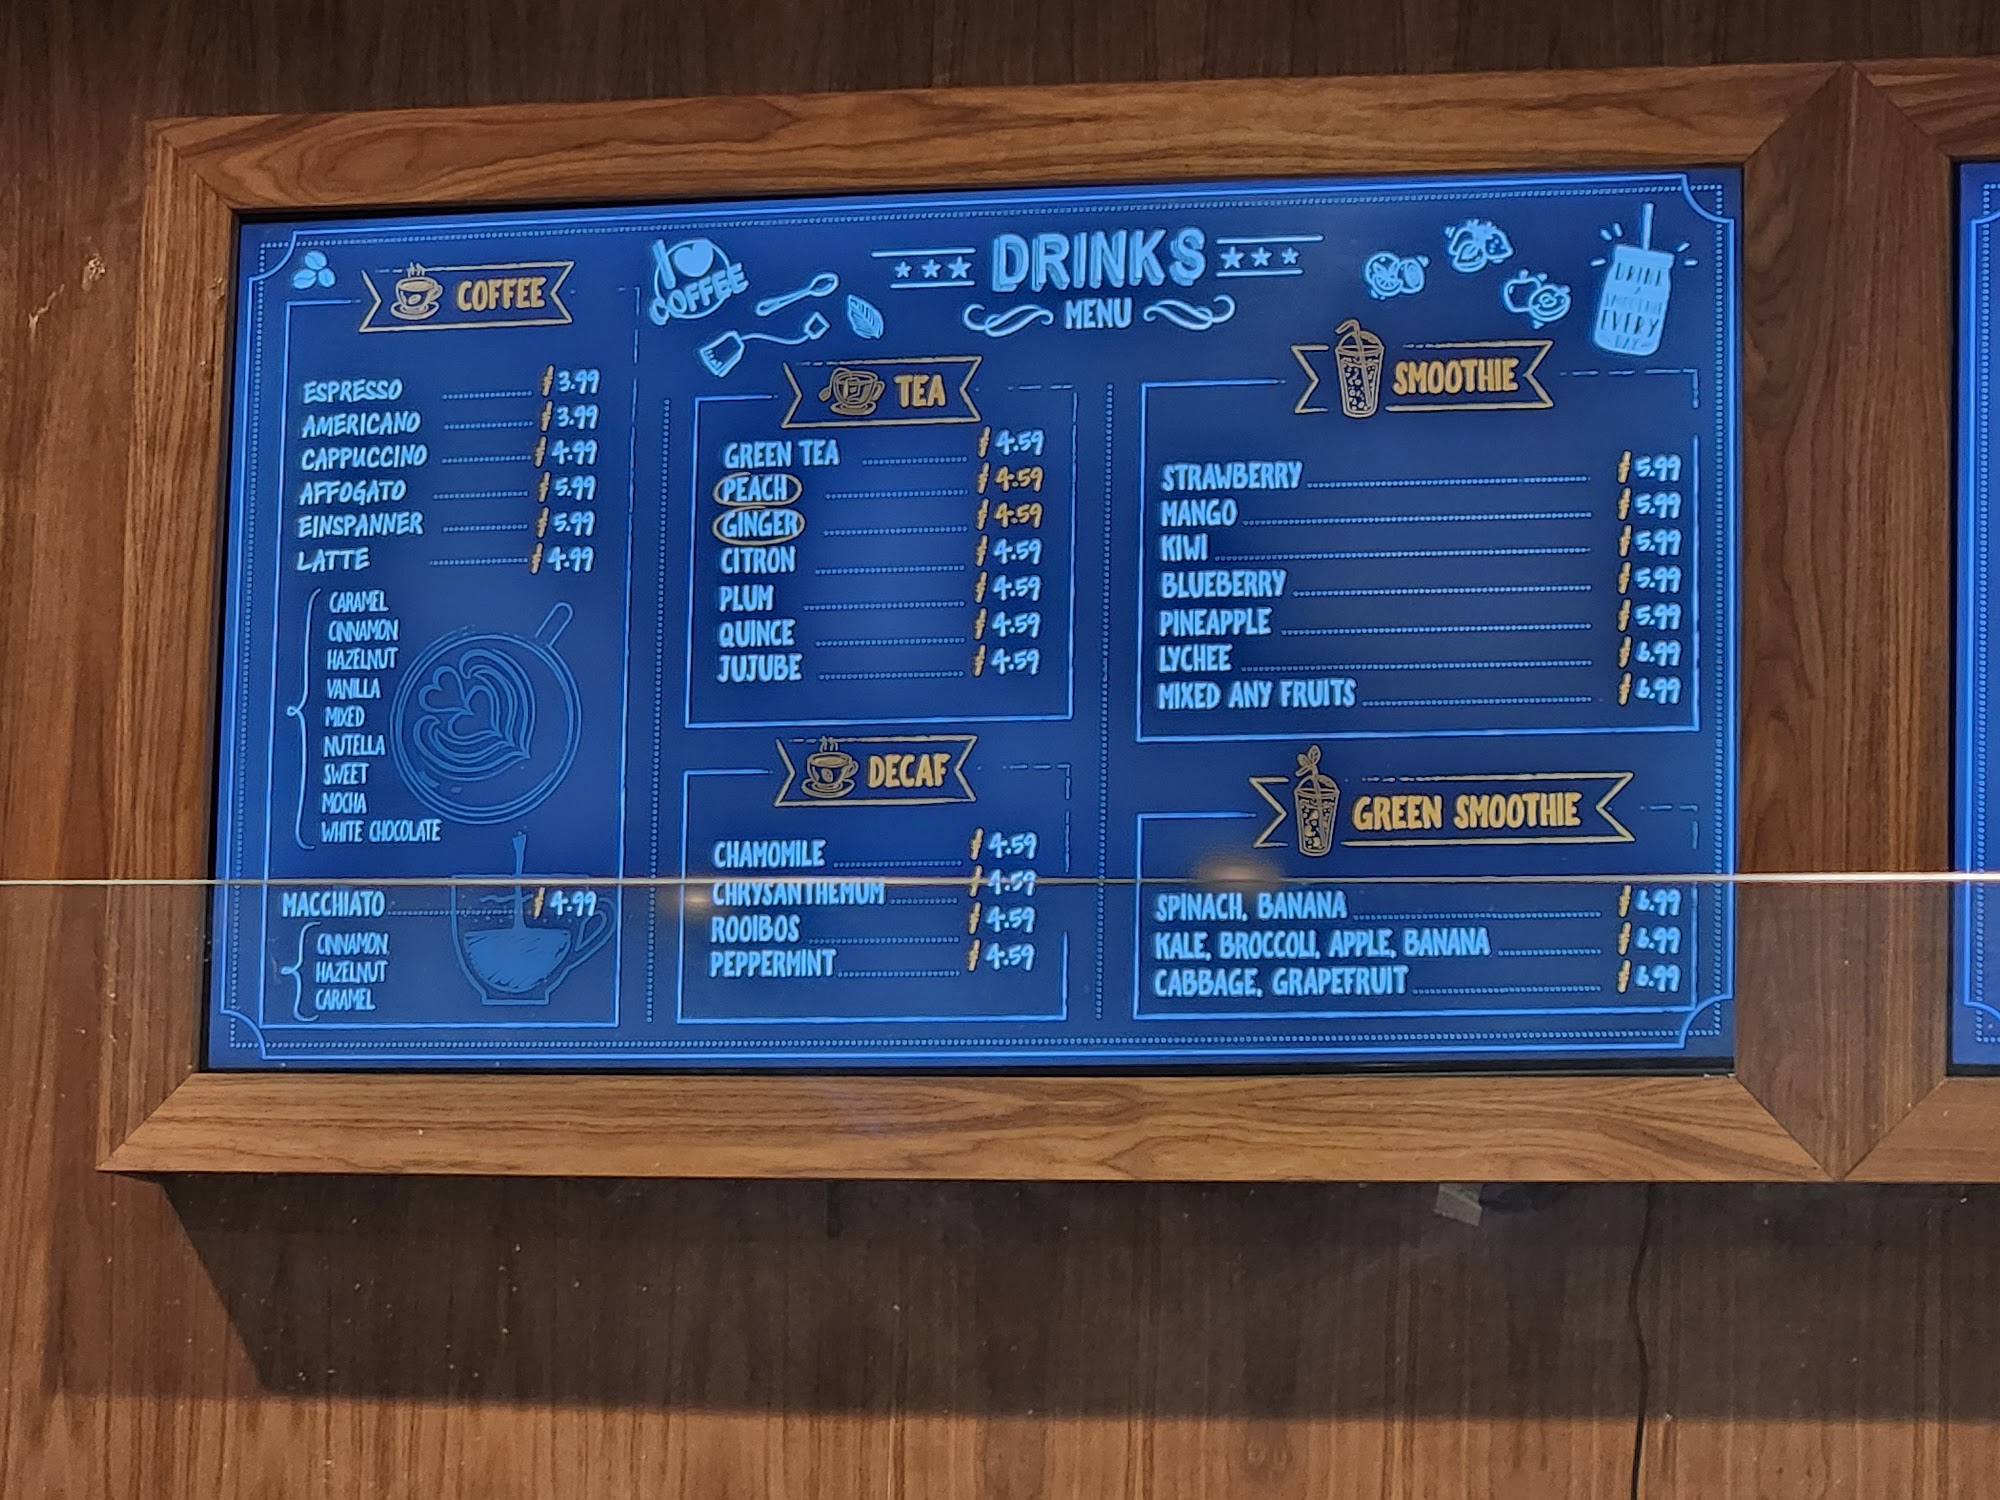 I
COFFEE
DRINKS
MENU
DRINK
A
SMOOTHIE
EVERY
DAY
COFFEE
ESPRESSO $ 3.99
AMERICANO $ 3.99
CAPPUCCINO $ 4.99
AFFOGATO $ 5.99
EINSPANNER $ 5.99
LATTE $ 4.99
CARAMEL
CINNAMON
HAZELNUT
VANILLA
MIXED
NUTELLA
SWEET
MOCHA
WHITE CHOCOLATE
MACCHIATO $ 4.99
CINNAMON
HAZELNUT
CARAMEL
TEA
GREEN TEA $ 4.59
PEACH $ 4.59
GINGER $ 4.59
CITRON $ 4.59
PLUM $ 4.59
QUINCE $ 4.59
JUJUBE $ 4.59
DECAF
CHAMOMILE $ 4.59
CHRYSANTHEMUM $ 4.59
ROOIBOS $ 4.59
PEPPERMINT $ 4.59
SMOOTHIE
STRAWBERRY $ 5.99
MANGO $ 5.99
KIWI $ 5.99
BLUEBERRY $ 5.99
PINEAPPLE $ 5.99
LYCHEE $ 6.99
MIXED ANY FRUITS $ 6.99
GREEN SMOOTHIE
SPINACH, BANANA $ 6.99
KALE, BROCCOLI, APPLE, BANANA $ 6.99
CABBAGE, GRAPEFRUIT $ 6.99